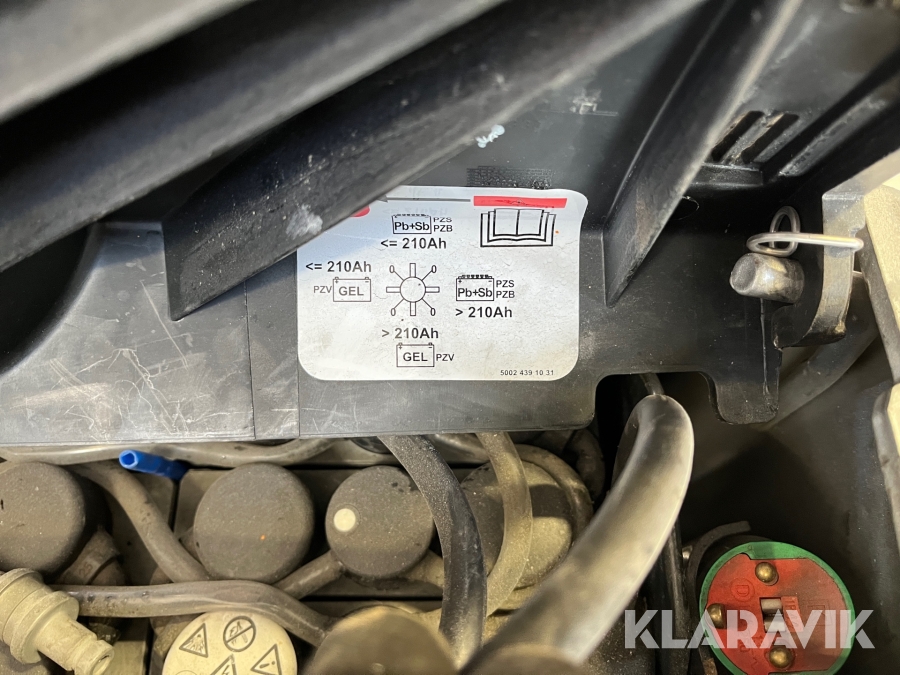 Pb+Sb PZS
PZB
<= 210Ah
<= 210Ah
PZV GEL
Pb+Sb PZS
PZB
> 210Ah
> 210Ah
GEL PZV
5002 439 10 31
KLARAVIK